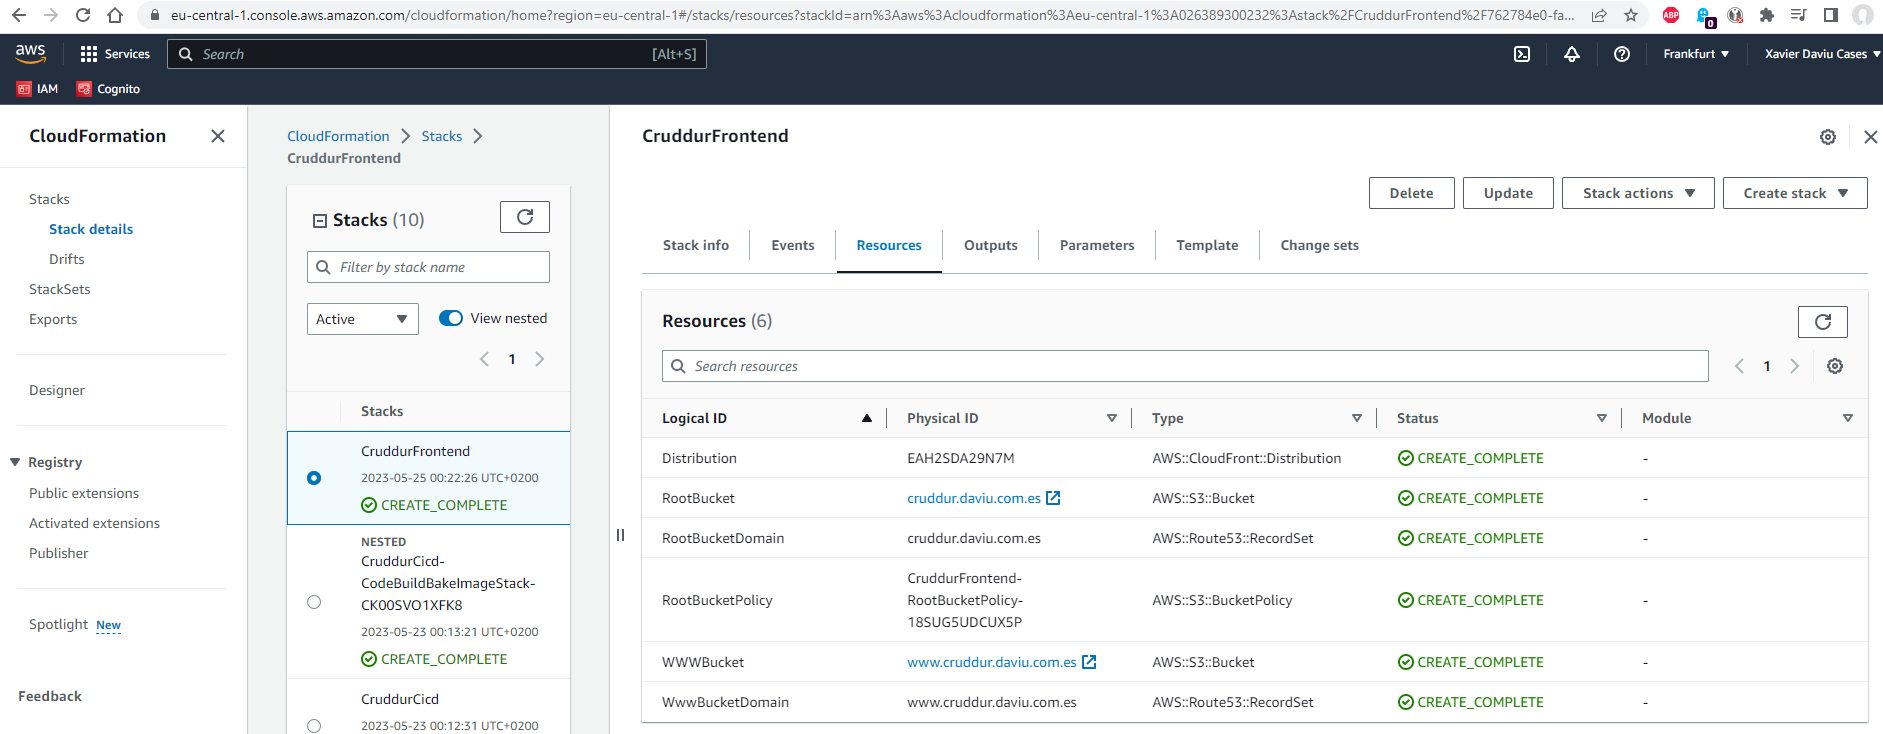 eu-central-1.console.aws.amazon.com/cloudformation/home?region=eu-central-1#/stacks/resources?stackId=arn%3Aaws%3Acloudformation%3Aeu-central-1%3A026389300232%3Astack%2FCruddurFrontend%2F762784e0-fa...
ABP
0
aws
Services
Search
[Alt+S]
Frankfurt
Xavier Daviu Cases
IAM
Cognito
CloudFormation
Stacks
Stack details
Drifts
StackSets
Exports
Designer
Registry
Public extensions
Activated extensions
Publisher
Spotlight New
Feedback
CloudFormation
Stacks
CruddurFrontend
Stacks (10)
Filter by stack name
Active
View nested
1
Stacks
CruddurFrontend
2023-05-25 00:22:26 UTC+0200
CREATE_COMPLETE
NESTED
CruddurCicd-
CodeBuildBakeImageStack-
CK00SVO1XFK8
2023-05-23 00:13:21 UTC+0200
CREATE_COMPLETE
CruddurCicd
2023-05-23 00:12:31 UTC+0200
CruddurFrontend
Delete
Update
Stack actions
Create stack
Stack info
Events
Resources
Outputs
Parameters
Template
Change sets
Resources (6)
Search resources
1
Logical ID
Physical ID
Type
Status
Module
Distribution
EAH2SDA29N7M
AWS::CloudFront::Distribution
CREATE_COMPLETE
-
RootBucket
cruddur.daviu.com.es
AWS::S3::Bucket
CREATE_COMPLETE
-
RootBucketDomain
cruddur.daviu.com.es
AWS::Route53::RecordSet
CREATE_COMPLETE
-
RootBucketPolicy
CruddurFrontend-
RootBucketPolicy-
18SUG5UDCUX5P
AWS::S3::BucketPolicy
CREATE_COMPLETE
-
WWWBucket
www.cruddur.daviu.com.es
AWS::S3::Bucket
CREATE_COMPLETE
-
WwwBucketDomain
www.cruddur.daviu.com.es
AWS::Route53::RecordSet
CREATE_COMPLETE
-